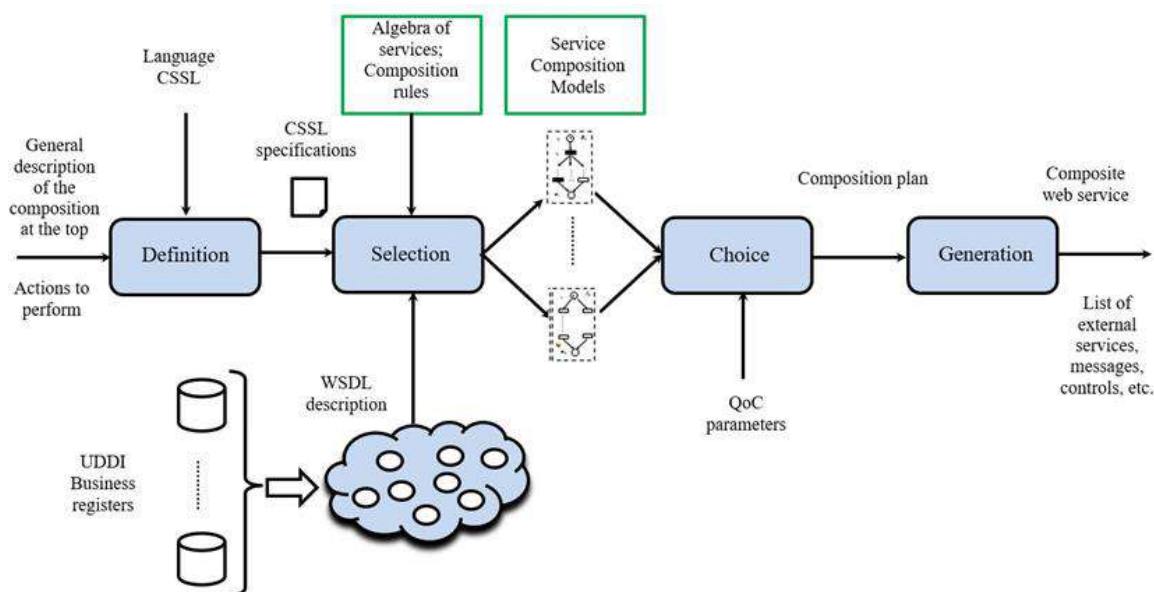 Language
CSSL
Algebra of
services;
Composition
rules
Service
Composition
Models
General
description
of the
composition
at the top
CSSL
specifications
Composition plan
Composite
web service
Definition
Selection
Choice
Generation
Actions to
perform
List of
external
services,
messages,
controls, etc.
WSDL
description
QoC
parameters
UDDI
Business
registers